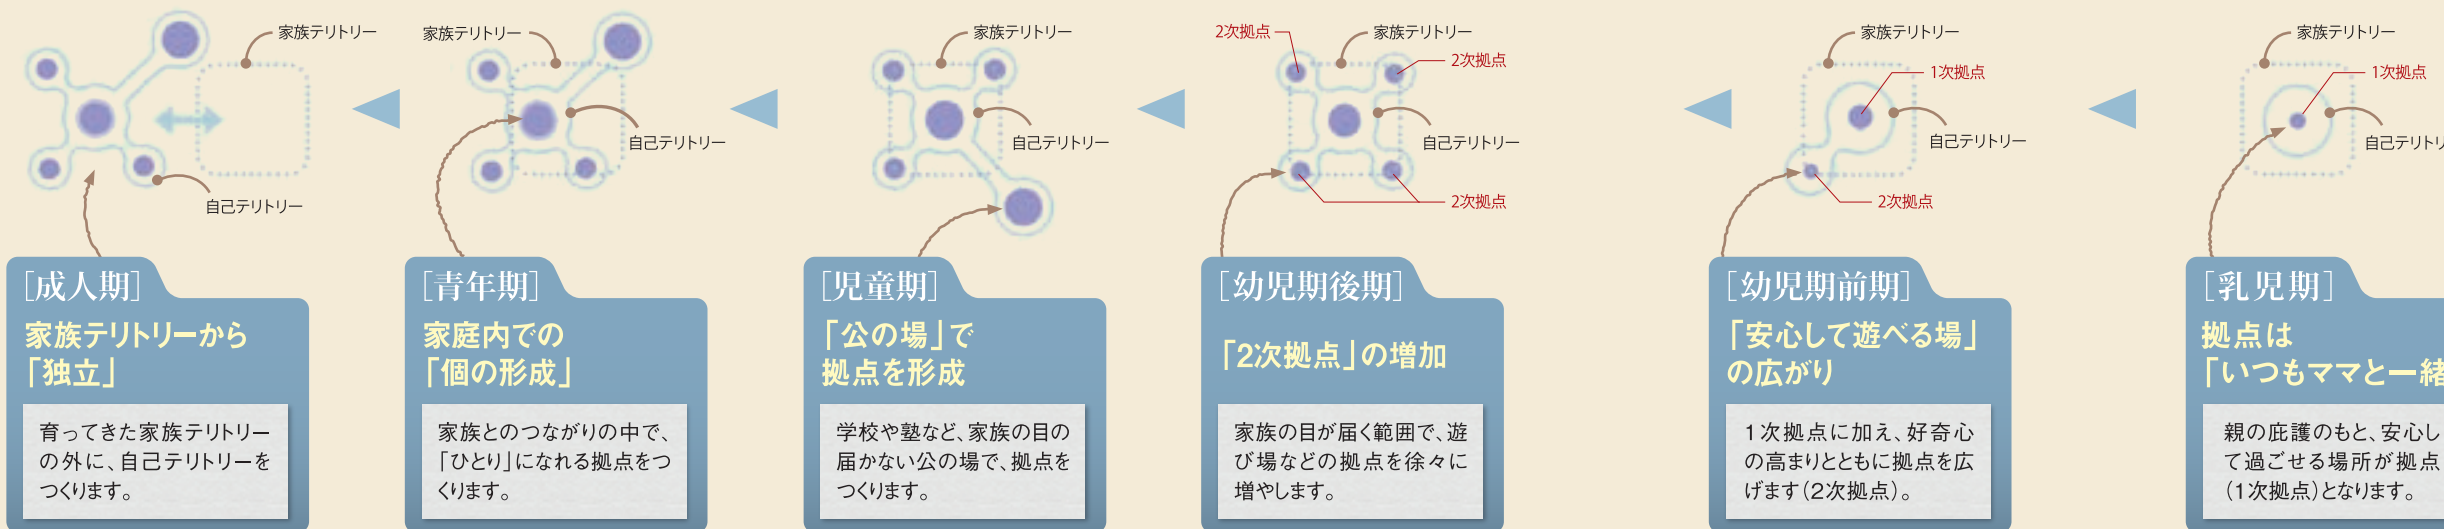 家族テリトリー
1次拠点
自己テリトリ
[乳児期]
拠点は
「いつもママと一緒
親の庇護のもと、安心し
て過ごせる場所が拠点
（1次拠点）となります。
家族テリトリー
1次拠点
自己テリトリー
2次拠点
[幼児期前期]
「安心して遊べる場」
の広がり
1次拠点に加え、好奇心
の高まりとともに拠点を広
げます（2次拠点）。
2次拠点
家族テリトリー
2次拠点
自己テリトリー
2次拠点
[幼児期後期]
「2次拠点」の増加
家族の目が届く範囲で、遊
び場などの拠点を徐々に
増やします。
家族テリトリー
自己テリトリー
[児童期]
「公の場」で
拠点を形成
学校や塾など、家族の目の
届かない公の場で、拠点を
つくります。
家族テリトリー
自己テリトリー
[青年期]
家庭内での
「個の形成」
家族とのつながりの中で、
「ひとり」になれる拠点をつ
くります。
家族テリトリー
自己テリトリー
[成人期]
家族テリトリーから
「独立」
育ってきた家族テリトリー
の外に、自己テリトリーを
つくります。